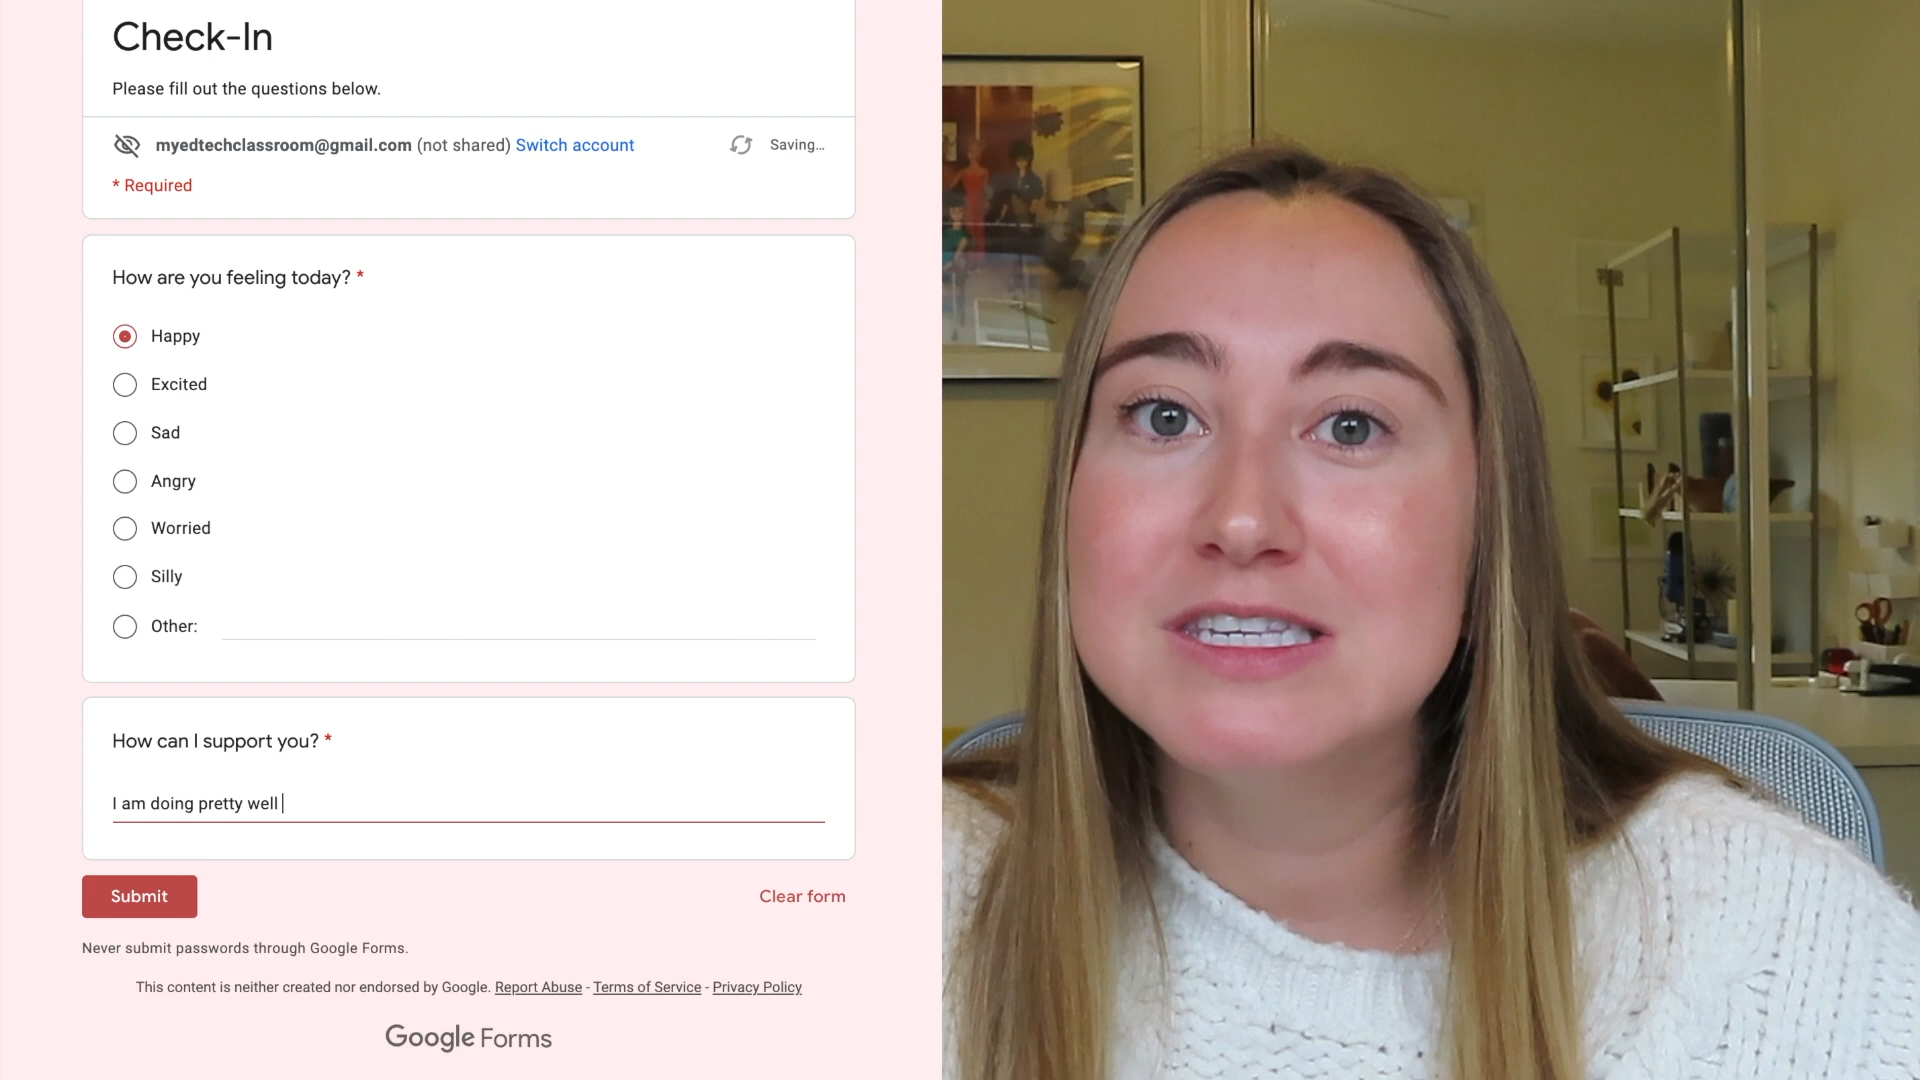 Check-In
Please fill out the questions below.
myedtechclassroom@gmail.com (not shared) Switch account
Saving...
* Required
How are you feeling today? *
Happy
Excited
Sad
Angry
Worried
Silly
Other:
How can I support you? *
I am doing pretty well
Submit
Clear form
Never submit passwords through Google Forms.
This content is neither created nor endorsed by Google. Report Abuse - Terms of Service - Privacy Policy
Google Forms